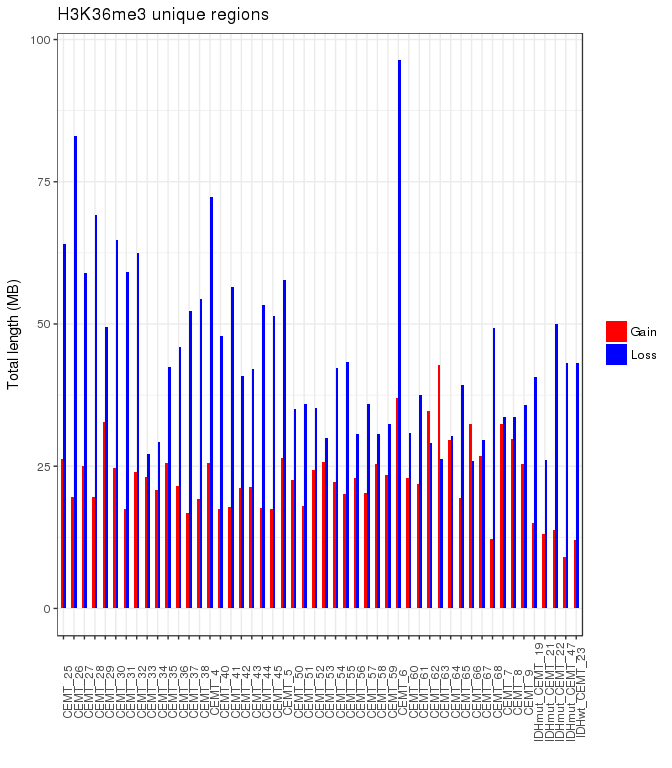 H3K36me3 unique regions
Total length (MB)
100
75
50
25
0
Gain
Loss
CEMT_25
CEMT_26
CEMT_27
CEMT_28
CEMT_29
CEMT_30
CEMT_31
CEMT_32
CEMT_33
CEMT_34
CEMT_35
CEMT_36
CEMT_37
CEMT_38
CEMT_4
CEMT_40
CEMT_41
CEMT_42
CEMT_43
CEMT_44
CEMT_45
CEMT_5
CEMT_50
CEMT_51
CEMT_52
CEMT_53
CEMT_54
CEMT_55
CEMT_56
CEMT_57
CEMT_58
CEMT_59
CEMT_6
CEMT_60
CEMT_61
CEMT_62
CEMT_63
CEMT_64
CEMT_65
CEMT_66
CEMT_67
CEMT_68
CEMT_7
CEMT_8
CEMT_9
IDHmut_CEMT_19
IDHmut_CEMT_21
IDHmut_CEMT_22
IDHmut_CEMT_47
IDHwt_CEMT_23